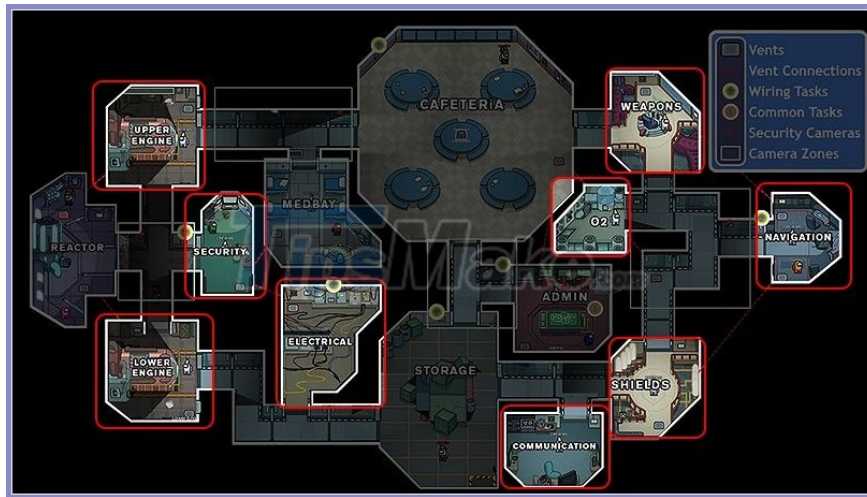 Vents
Vent Connections
Wiring Tasks
Common Tasks
Security Cameras
Camera Zones
CAFETERIA
WEAPONS
UPPER
ENGINE
MEDBAY
O2
REACTOR
SECURITY
NAVIGATION
ADMIN
ELECTRICAL
LOWER
ENGINE
STORAGE
SHIELDS
COMMUNICATION